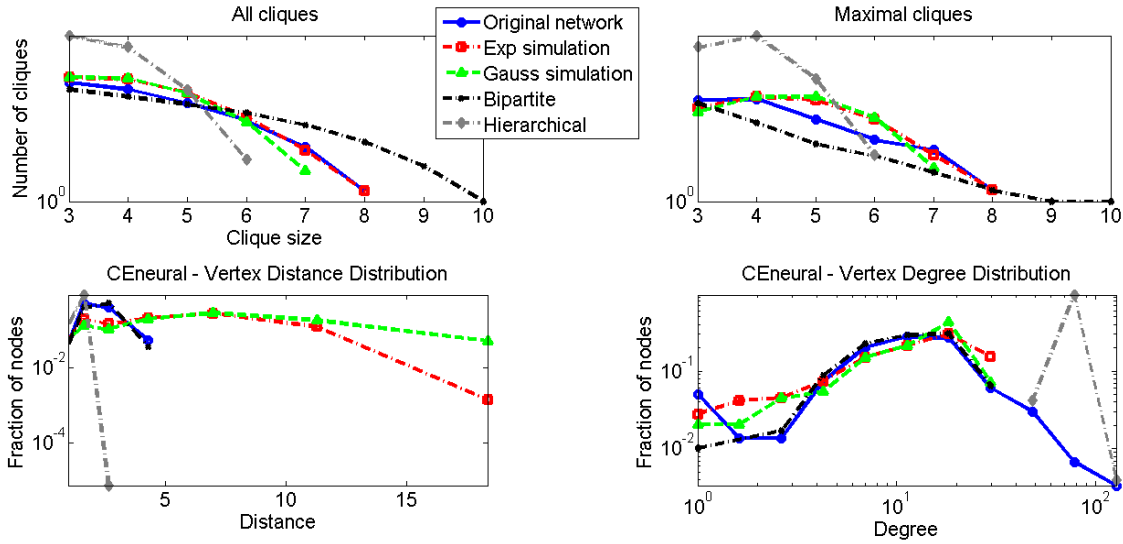 All cliques
Maximal cliques
Original network
Exp simulation
Gauss simulation
Bipartite
Hierarchical
Number of cliques
10^0
3 4 5 6 7 8 9 10
Clique size
10^0
3 4 5 6 7 8 9 10
CEneural - Vertex Distance Distribution
Fraction of nodes
10^-2
10^-4
5 10 15
Distance
CEneural - Vertex Degree Distribution
Fraction of nodes
10^-1
10^-2
10^0 10^1 10^2
Degree